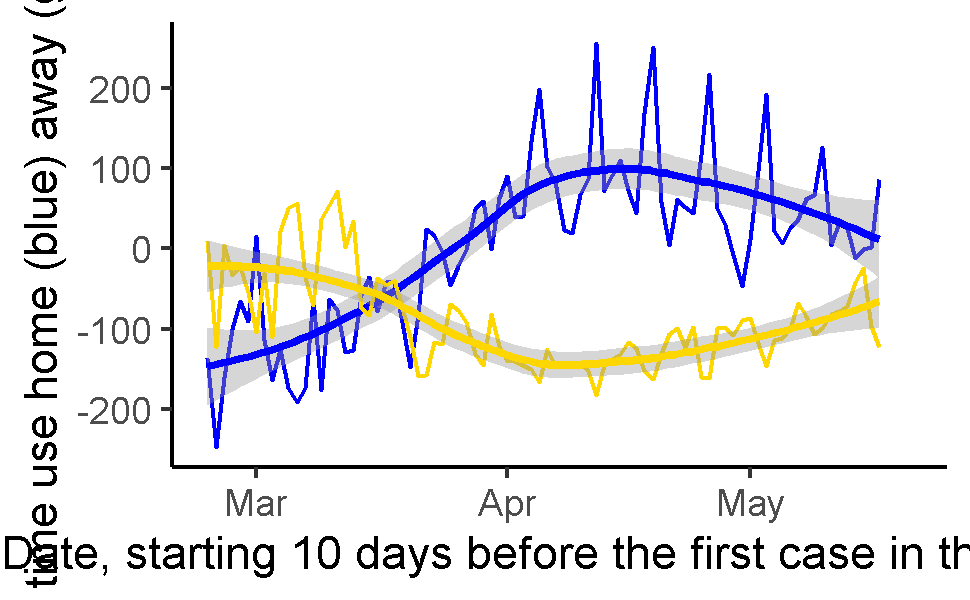 time use home (blue) away (
200
100
0
-100
-200
Mar
Apr
May
Date, starting 10 days before the first case in th